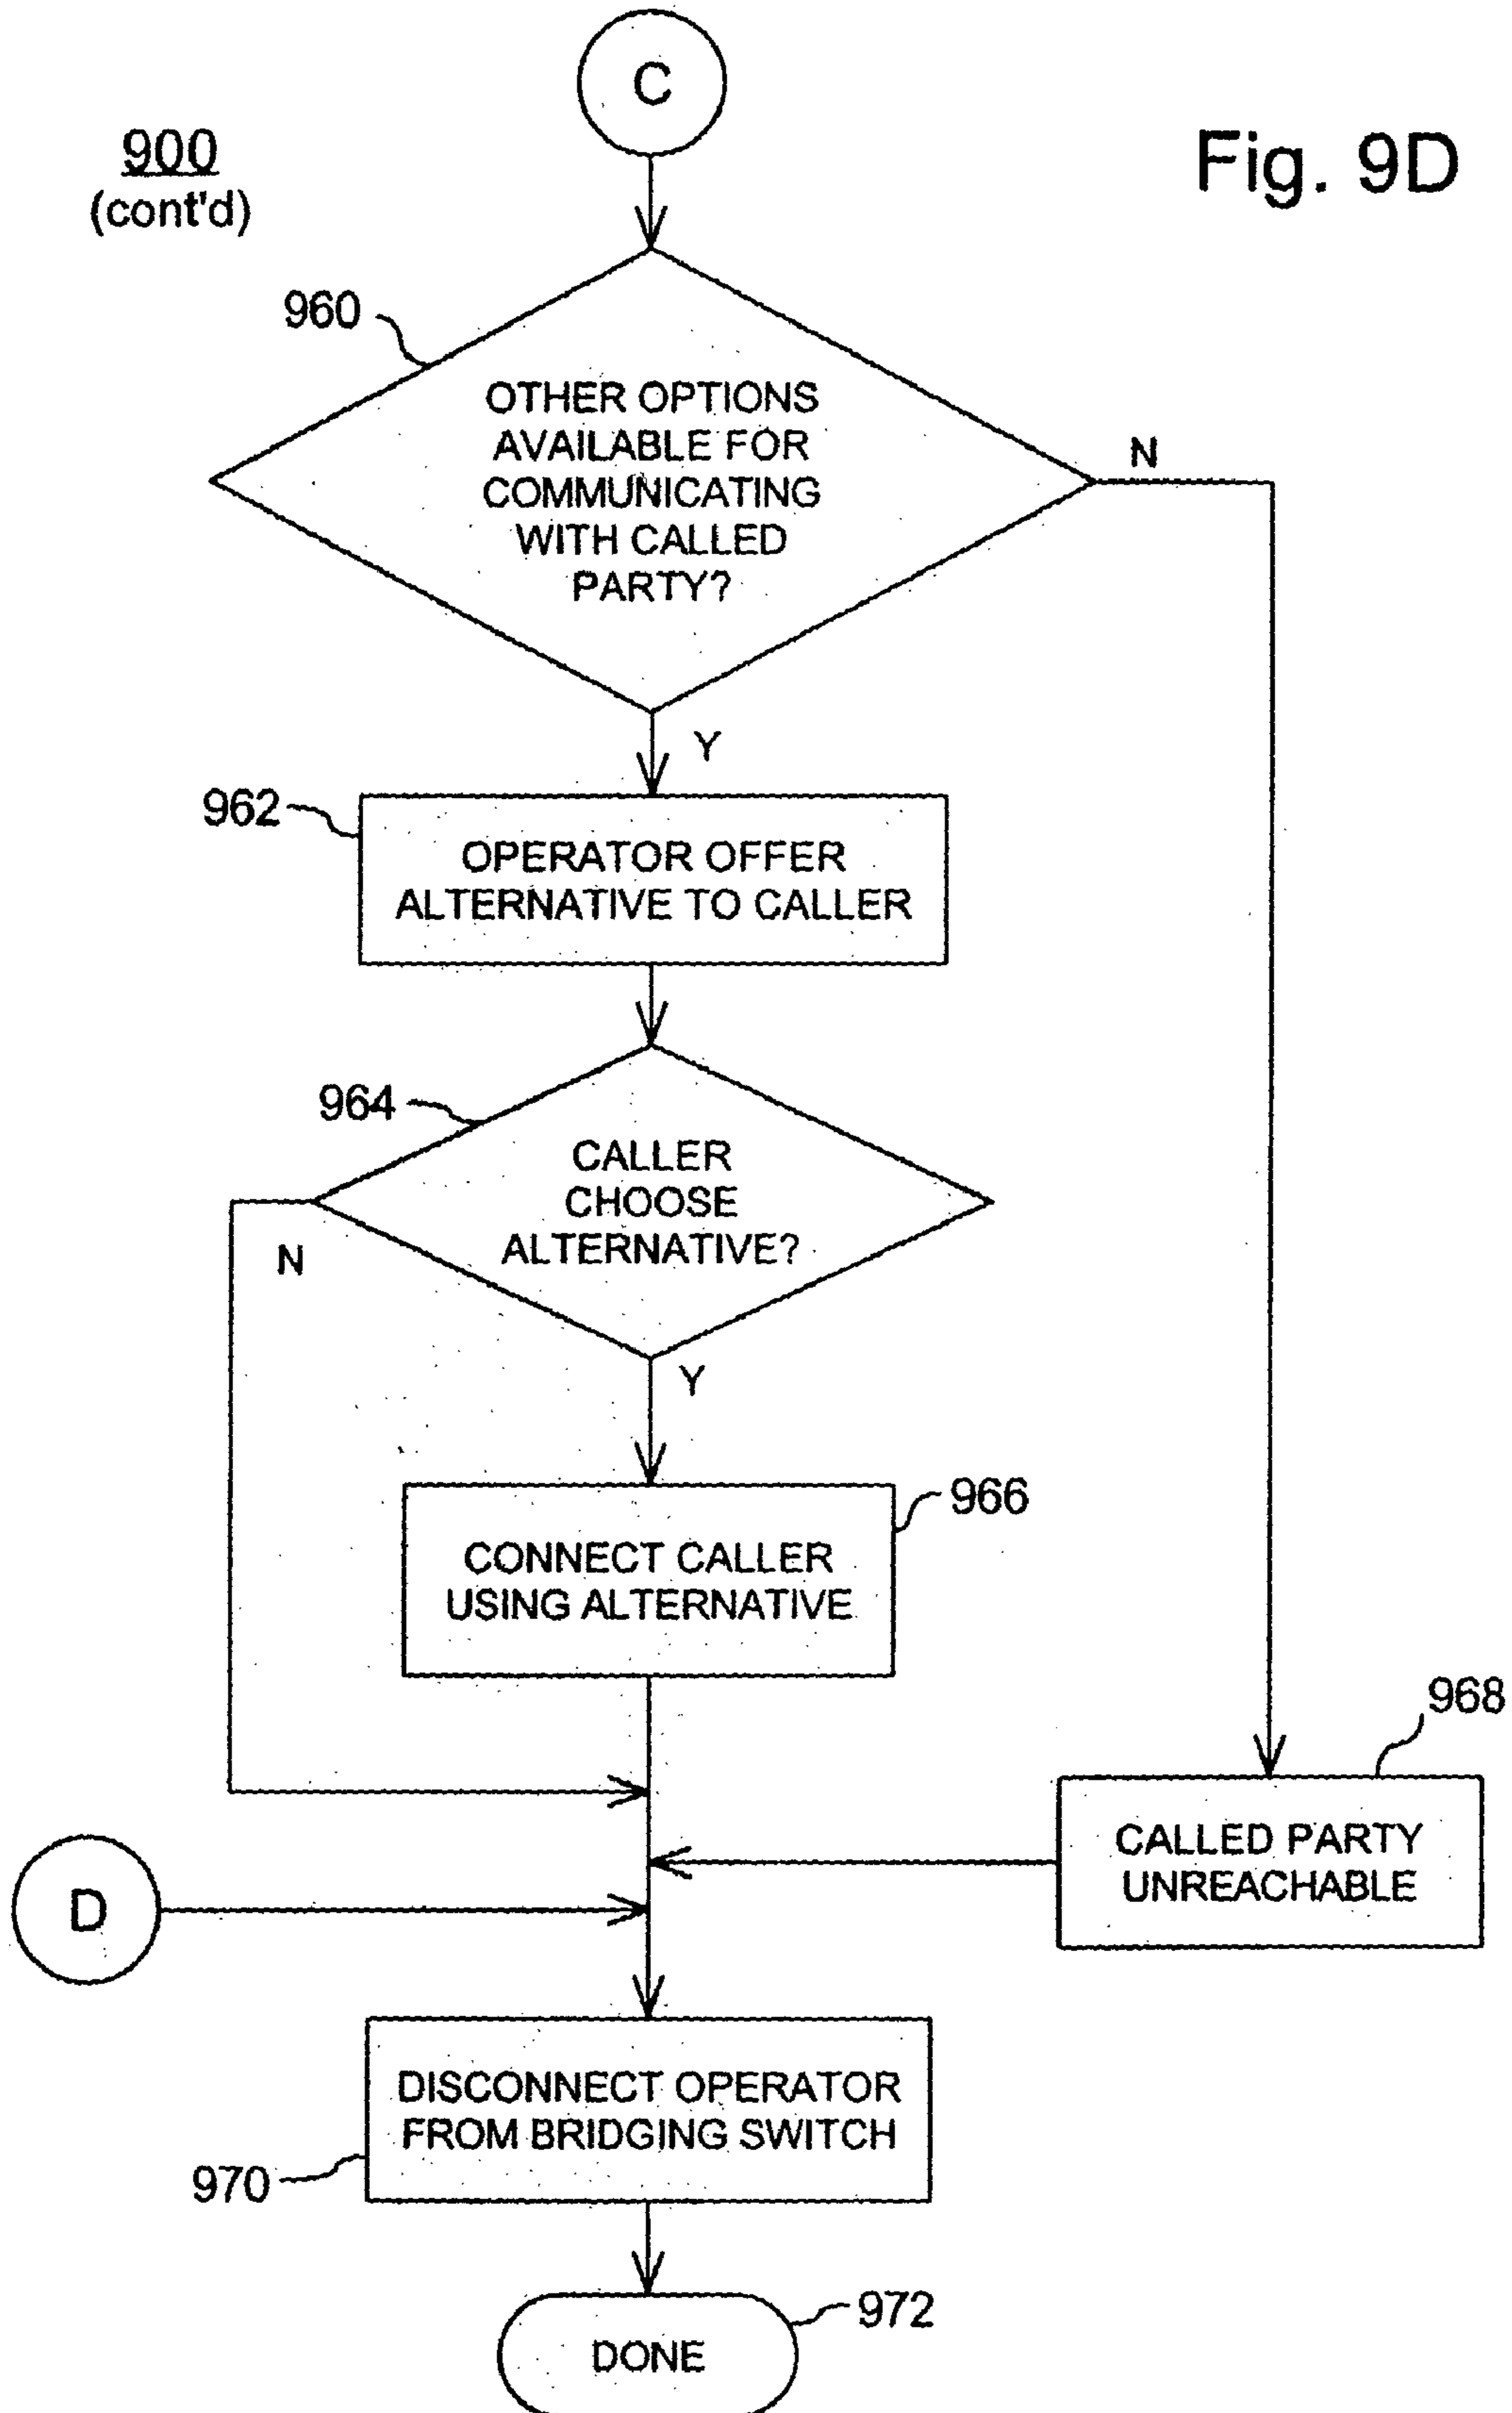 C
900
(cont'd)
Fig. 9D
960
OTHER OPTIONS
AVAILABLE FOR
COMMUNICATING
WITH CALLED
PARTY?
N
Y
962
OPERATOR OFFER
ALTERNATIVE TO CALLER
964
CALLER
CHOOSE
ALTERNATIVE?
N
Y
966
CONNECT CALLER
USING ALTERNATIVE
968
CALLED PARTY
UNREACHABLE
D
DISCONNECT OPERATOR
FROM BRIDGING SWITCH
970
972
DONE